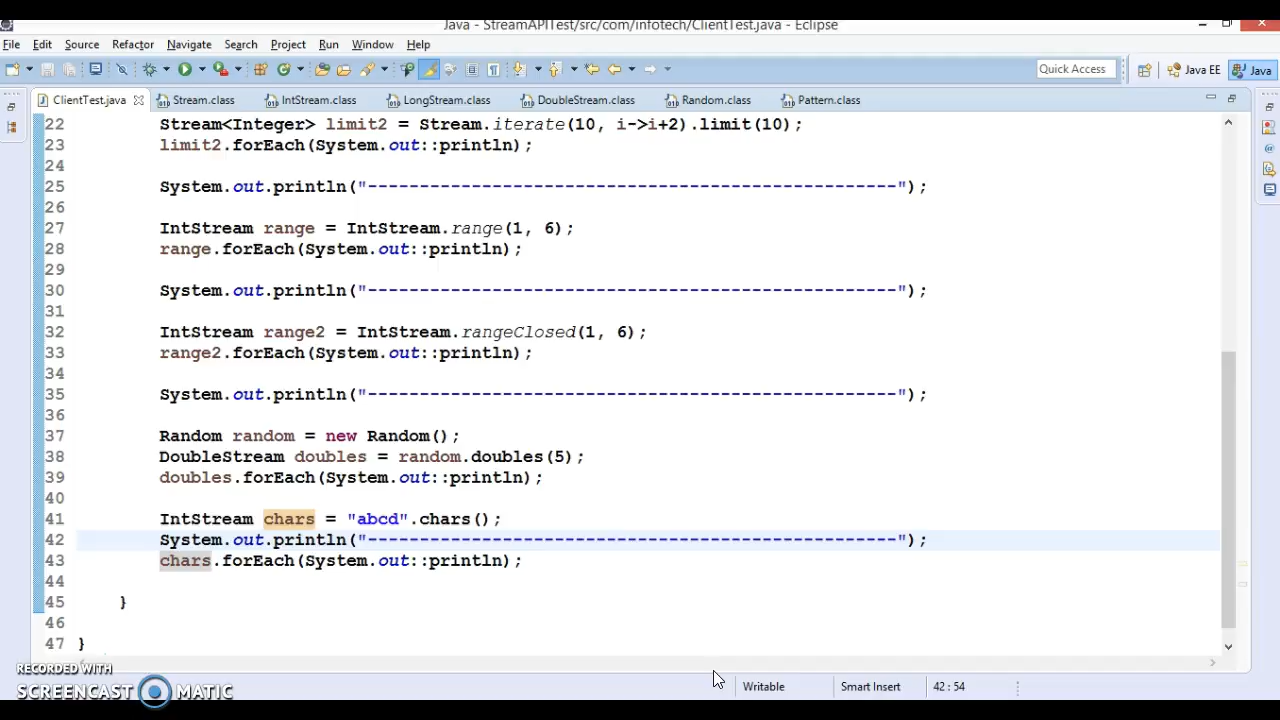 Java - StreamAPITest/src/com/infotech/ClientTest.java - Eclipse
File Edit Source Refactor Navigate Search Project Run Window Help
Quick Access Java EE Java
ClientTest.java Stream.class IntStream.class LongStream.class DoubleStream.class Random.class Pattern.class
22 Stream<Integer> limit2 = Stream.iterate(10, i->i+2).limit(10);
23 limit2.forEach(System.out::println);
24
25 System.out.println("---------------------------------------------------");
26
27 IntStream range = IntStream.range(1, 6);
28 range.forEach(System.out::println);
29
30 System.out.println("---------------------------------------------------");
31
32 IntStream range2 = IntStream.rangeClosed(1, 6);
33 range2.forEach(System.out::println);
34
35 System.out.println("---------------------------------------------------");
36
37 Random random = new Random();
38 DoubleStream doubles = random.doubles(5);
39 doubles.forEach(System.out::println);
40
41 IntStream chars = "abcd".chars();
42 System.out.println("---------------------------------------------------");
43 chars.forEach(System.out::println);
44
45 }
46
47 }
RECORDED WITH
SCREENCAST MATIC
Writable Smart Insert 42 : 54